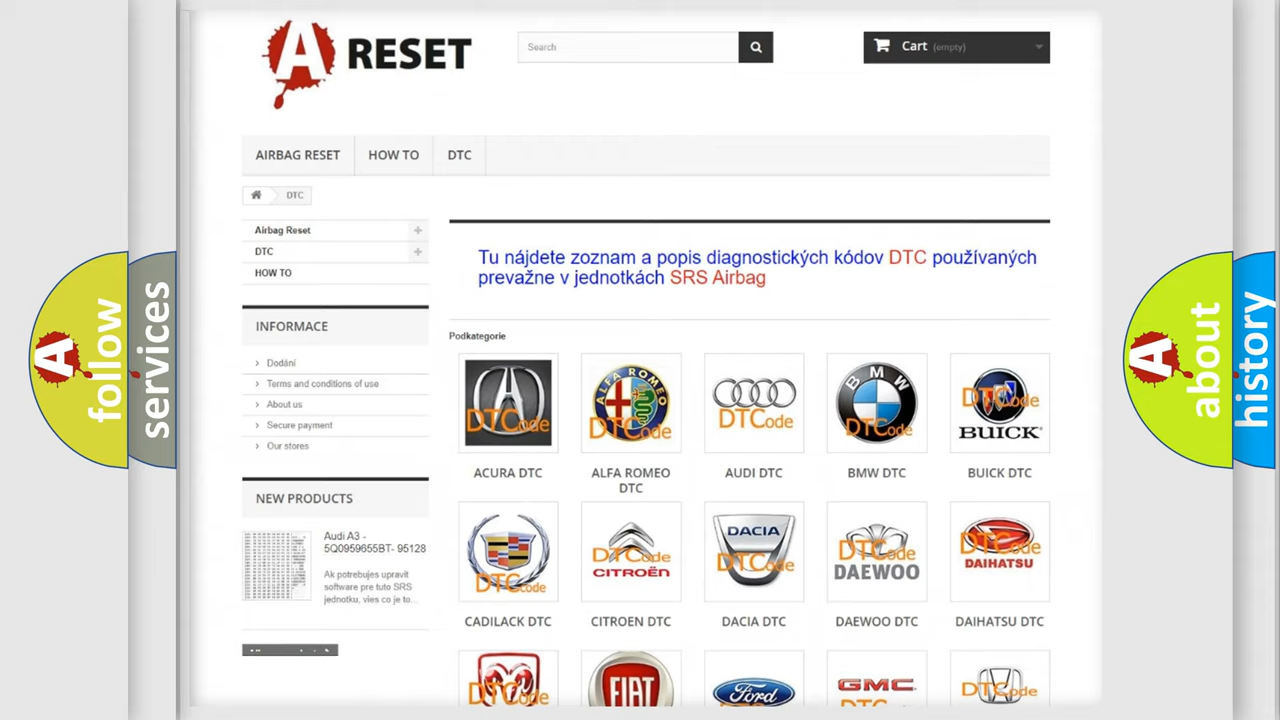 A RESET
Search
Cart (empty)
AIRBAG RESET
HOW TO
DTC
DTC
Airbag Reset
DTC
HOW TO
Tu nájdete zoznam a popis diagnostických kódov DTC používaných
prevažne v jednotkách SRS Airbag
INFORMACE
Dodání
Terms and conditions of use
About us
Secure payment
Our stores
NEW PRODUCTS
Audi A3 -
5Q0959655BT- 95128
Ak potrebujes upravit
software pre tuto SRS
jednotku, vies co je to...
Podkategorie
DTCode
ALFA ROMEO
DTCode
DTCode
BMW
DTCode
DTCode
BUICK
ACURA DTC
ALFA ROMEO
DTC
AUDI DTC
BMW DTC
BUICK DTC
DTCode
DTCode
CITROËN
DACIA
DTCode
DTCode
DAEWOO
DTCode
DAIHATSU
CADILACK DTC
CITROEN DTC
DACIA DTC
DAEWOO DTC
DAIHATSU DTC
DTCode
FIAT
Ford
GMC
DTCode
A follow
services
A about
history